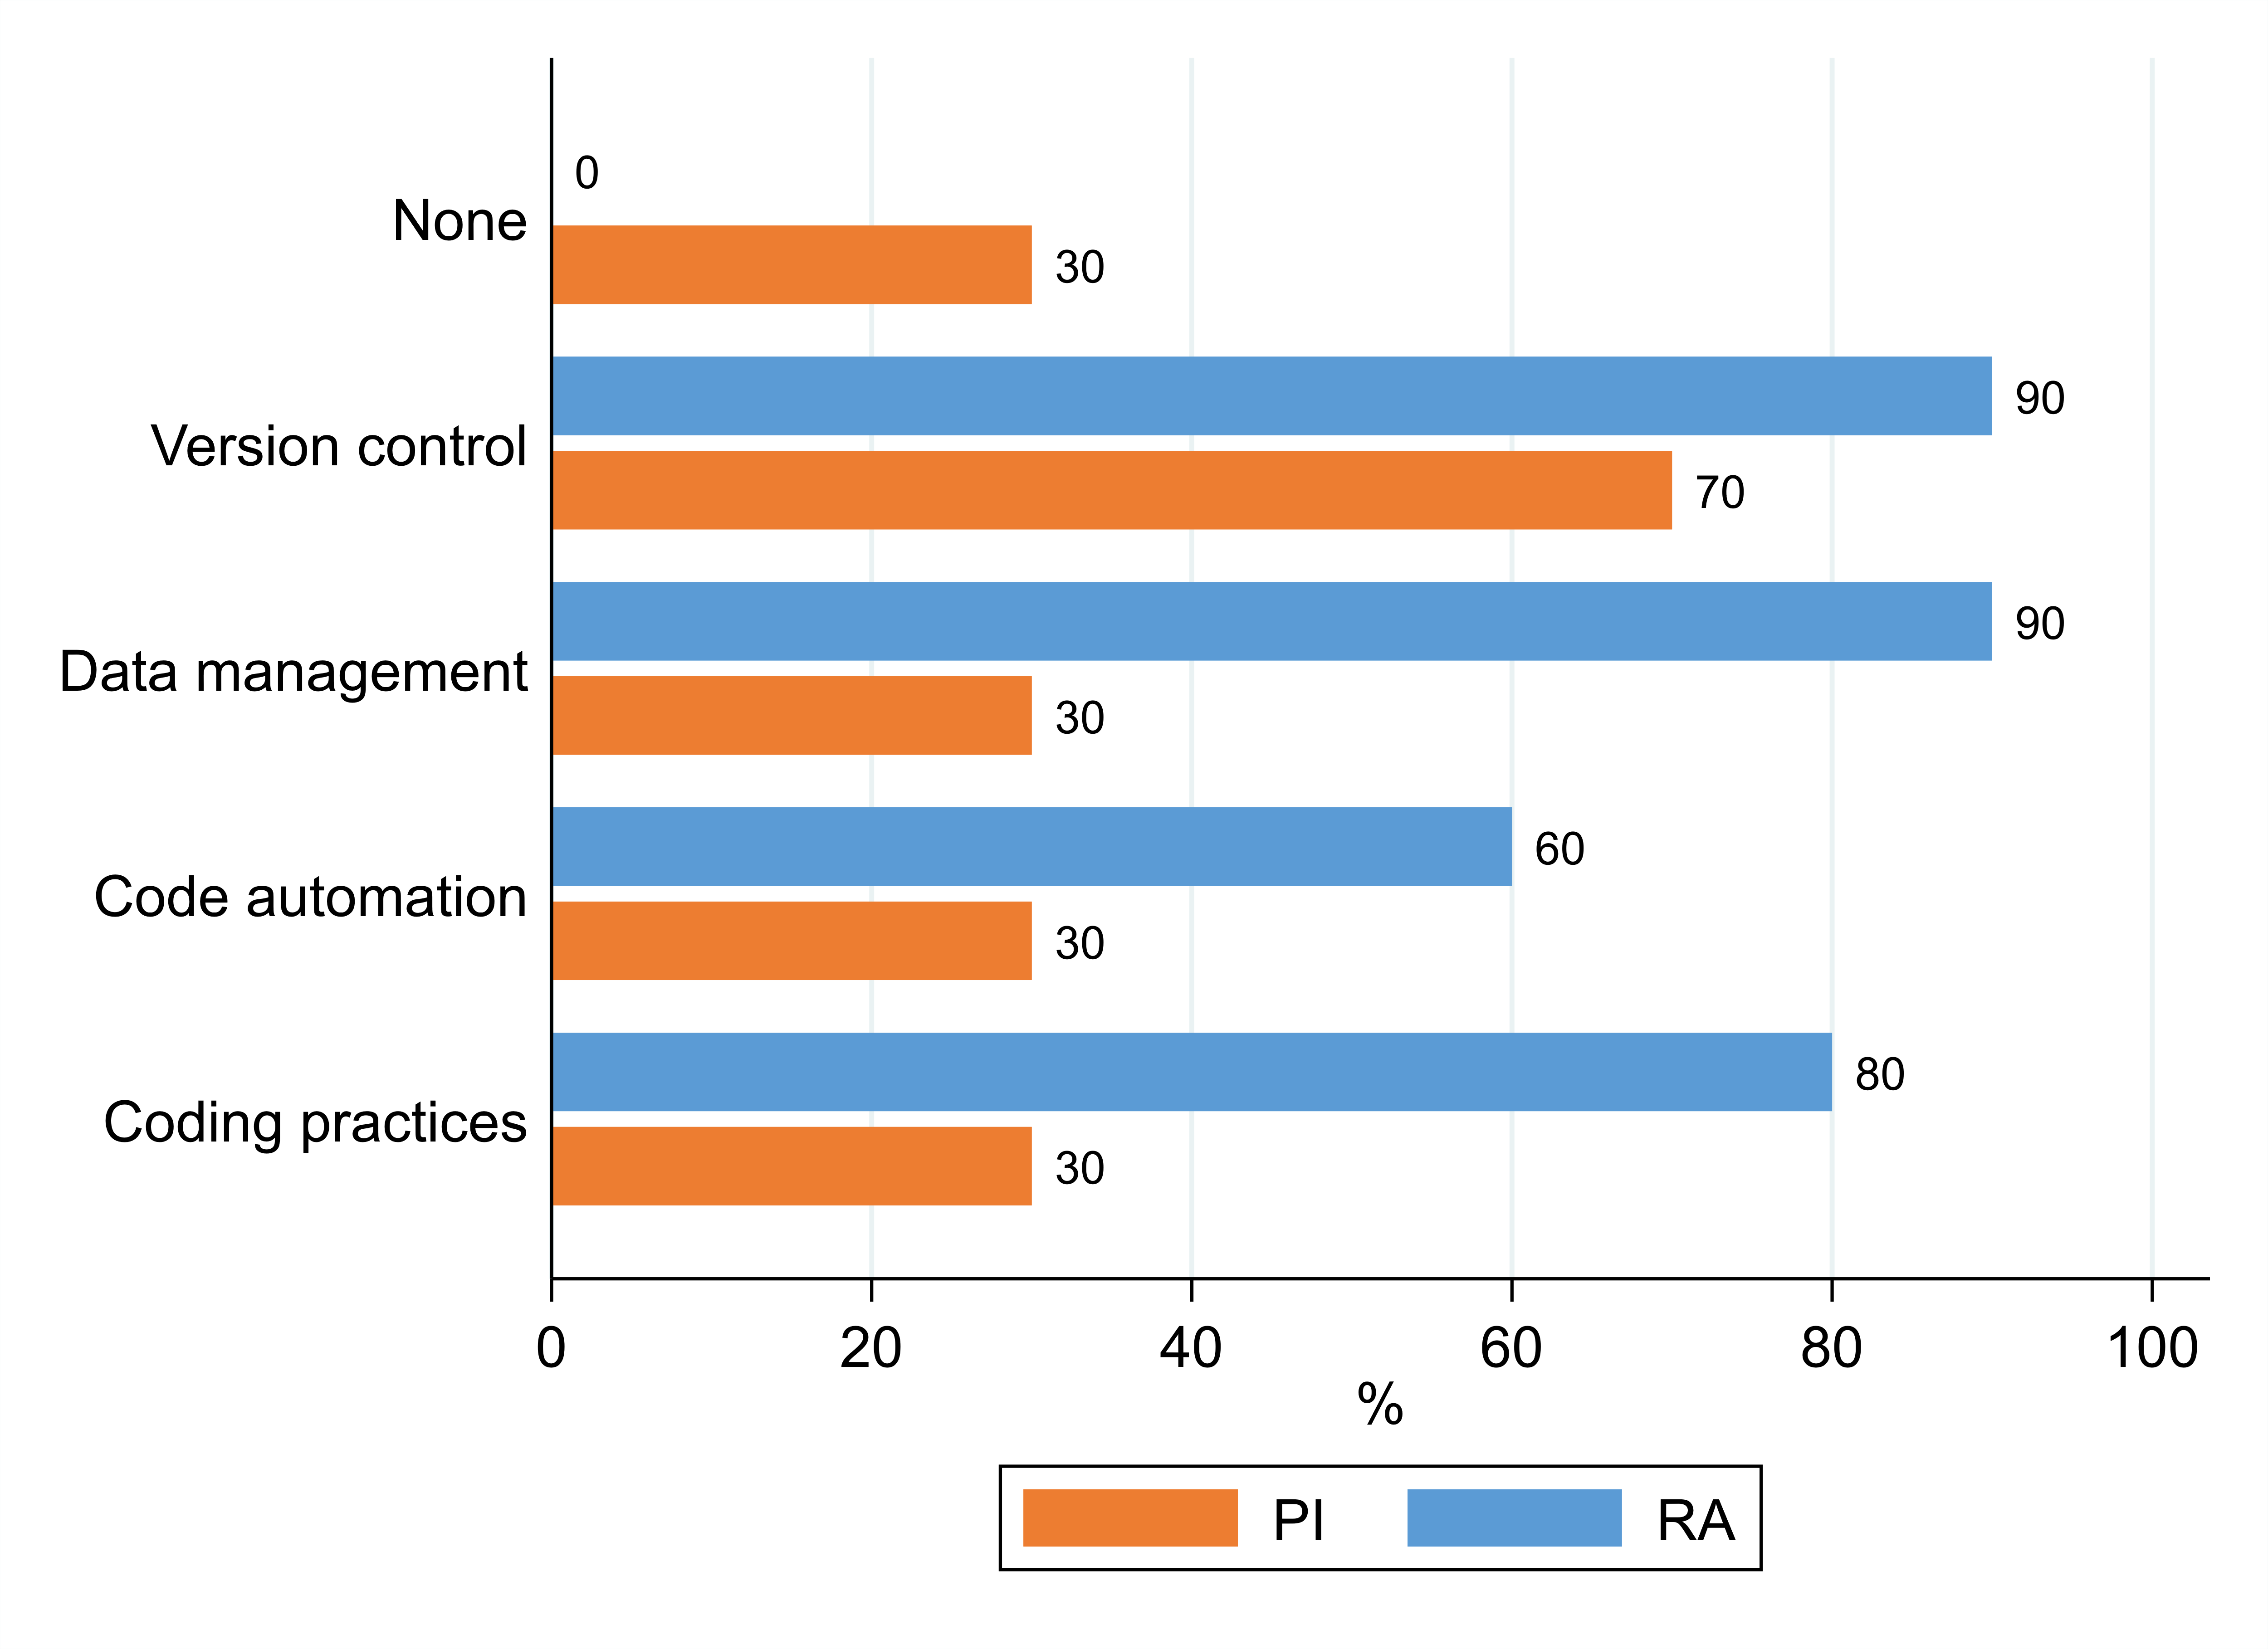 0
None
30
90
Version control
70
90
Data management
30
60
Code automation
30
80
Coding practices
30
0 20 40 60 80 100
%
PI RA